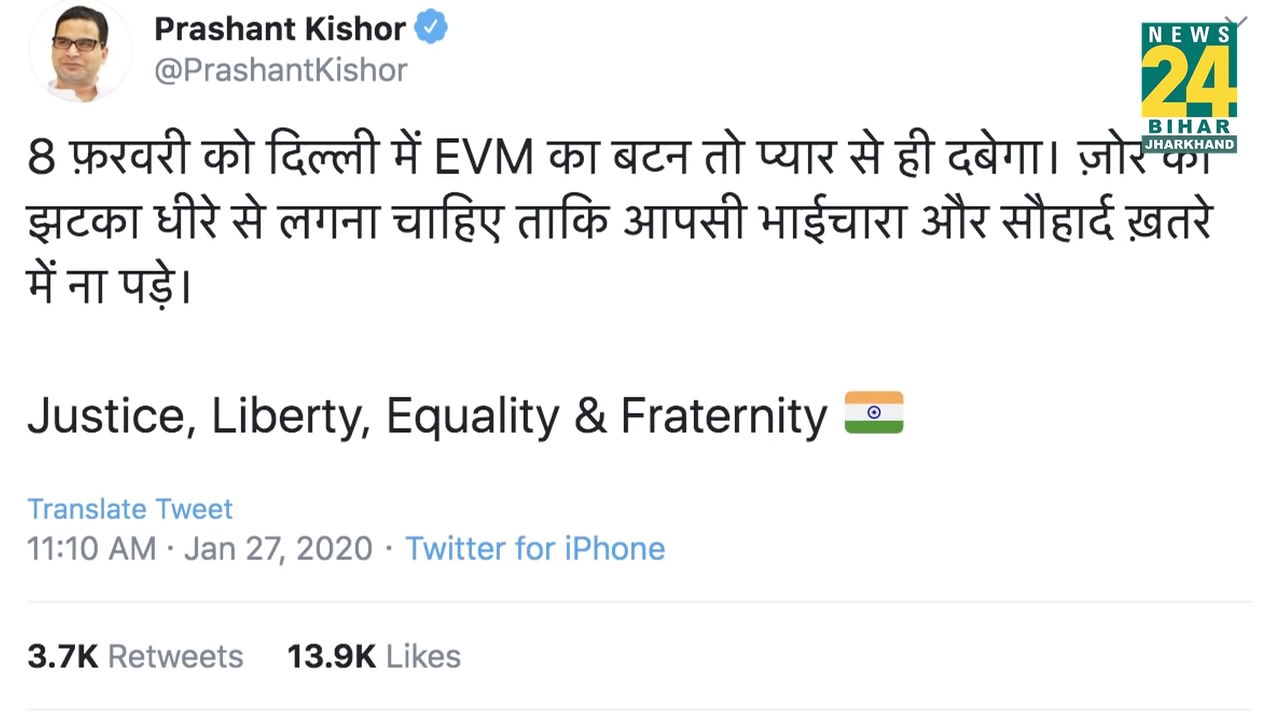 Prashant Kishor
@PrashantKishor
NEWS
24
BIHAR
JHARKHAND
8 फ़रवरी को दिल्ली में EVM का बटन तो प्यार से ही दबेगा। ज़ोर का
झटका धीरे से लगना चाहिए ताकि आपसी भाईचारा और सौहार्द ख़तरे
में ना पड़े।
Justice, Liberty, Equality & Fraternity
Translate Tweet
11:10 AM · Jan 27, 2020 · Twitter for iPhone
3.7K Retweets 13.9K Likes